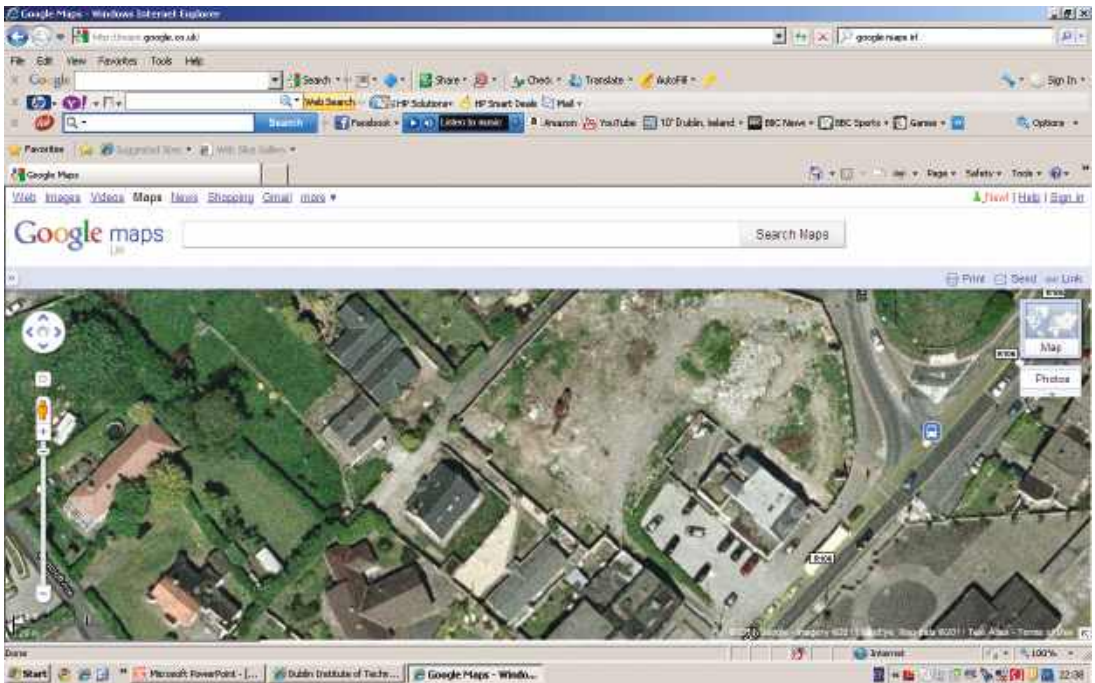 Google Maps - Windows Internet Explorer
google.co.uk/
google maps irl
File Edit View Favorites Tools Help
Google Search Share Check Translate AutoFill Sign In
Web Search HP Solutions HP Smart Deals Mail
Search Facebook Listen to music Amazon YouTube 10° Dublin, Ireland BBC News BBC Sports Games Options
Favorites Suggested Sites Web Slice Gallery
Google Maps Page Safety Tools
Web Images Videos Maps News Shopping Gmail more
New! Help Sign in
Google maps Search Maps
UK
Print Send Link
Map
Photos
R104
Done Internet 100%
Start Microsoft PowerPoint - [... Dublin Institute of Techn... Google Maps - Windo... 22:38